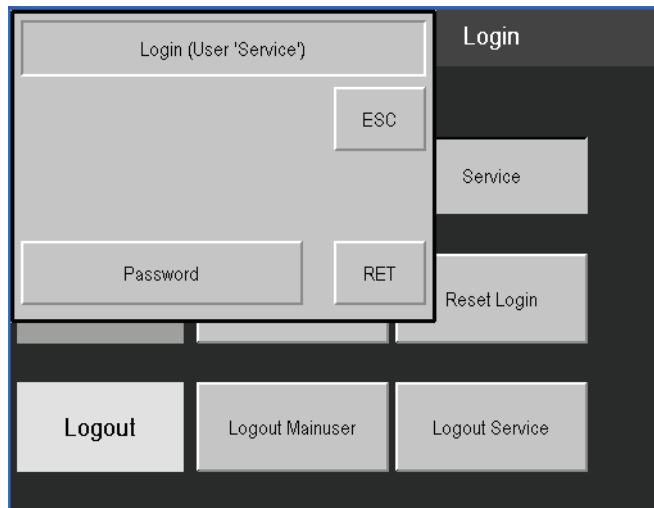 Login (User 'Service')
Login
ESC
Service
Password
RET
Reset Login
Logout
Logout Mainuser
Logout Service